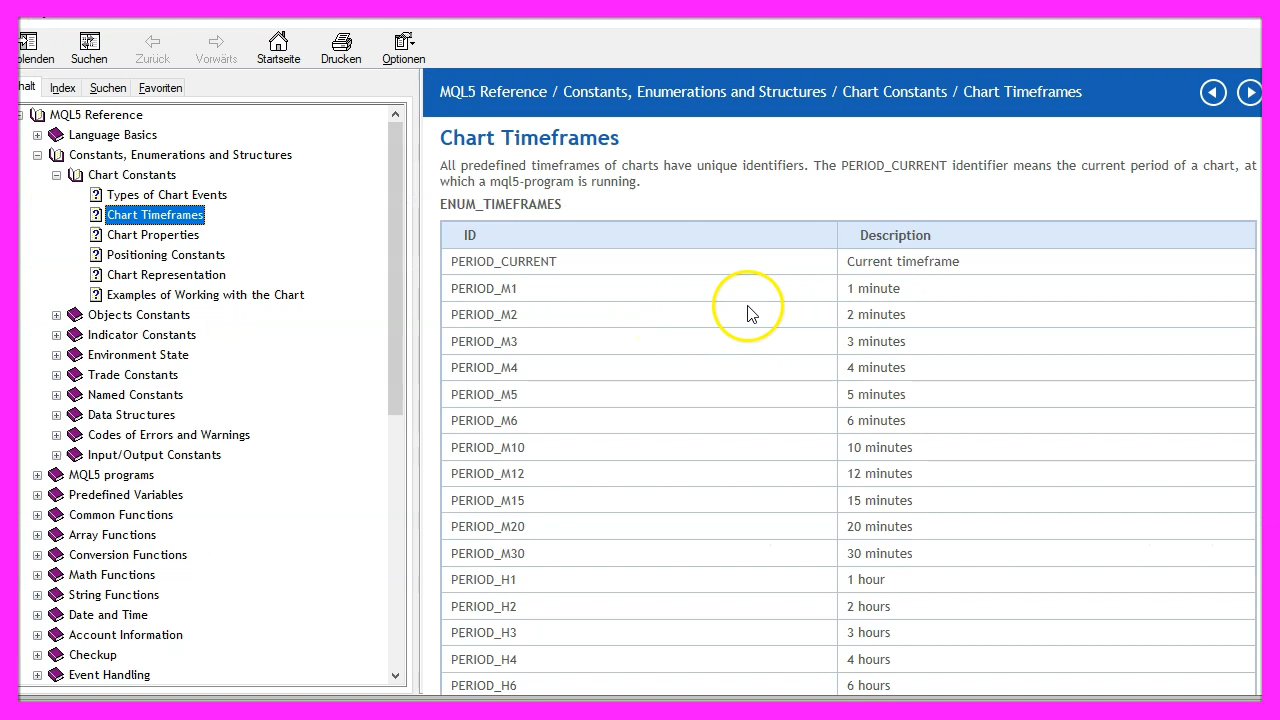 Suchen
Zurück
Vorwärts
Startseite
Drucken
Optionen
Index
Suchen
Favoriten
MQL5 Reference
Language Basics
Constants, Enumerations and Structures
Chart Constants
Types of Chart Events
Chart Timeframes
Chart Properties
Positioning Constants
Chart Representation
Examples of Working with the Chart
Objects Constants
Indicator Constants
Environment State
Trade Constants
Named Constants
Data Structures
Codes of Errors and Warnings
Input/Output Constants
MQL5 programs
Predefined Variables
Common Functions
Array Functions
Conversion Functions
Math Functions
String Functions
Date and Time
Account Information
Checkup
Event Handling
MQL5 Reference / Constants, Enumerations and Structures / Chart Constants / Chart Timeframes
Chart Timeframes
All predefined timeframes of charts have unique identifiers. The PERIOD_CURRENT identifier means the current period of a chart, at
which a mql5-program is running.
ENUM_TIMEFRAMES
ID Description
PERIOD_CURRENT Current timeframe
PERIOD_M1 1 minute
PERIOD_M2 2 minutes
PERIOD_M3 3 minutes
PERIOD_M4 4 minutes
PERIOD_M5 5 minutes
PERIOD_M6 6 minutes
PERIOD_M10 10 minutes
PERIOD_M12 12 minutes
PERIOD_M15 15 minutes
PERIOD_M20 20 minutes
PERIOD_M30 30 minutes
PERIOD_H1 1 hour
PERIOD_H2 2 hours
PERIOD_H3 3 hours
PERIOD_H4 4 hours
PERIOD_H6 6 hours